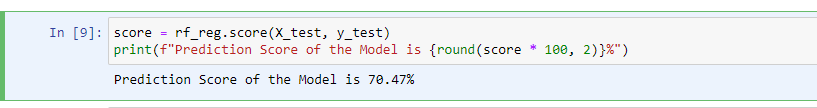 In [9]: score = rf_reg.score(X_test, y_test)
print(f"Prediction Score of the Model is {round(score * 100, 2)}%")
Prediction Score of the Model is 70.47%